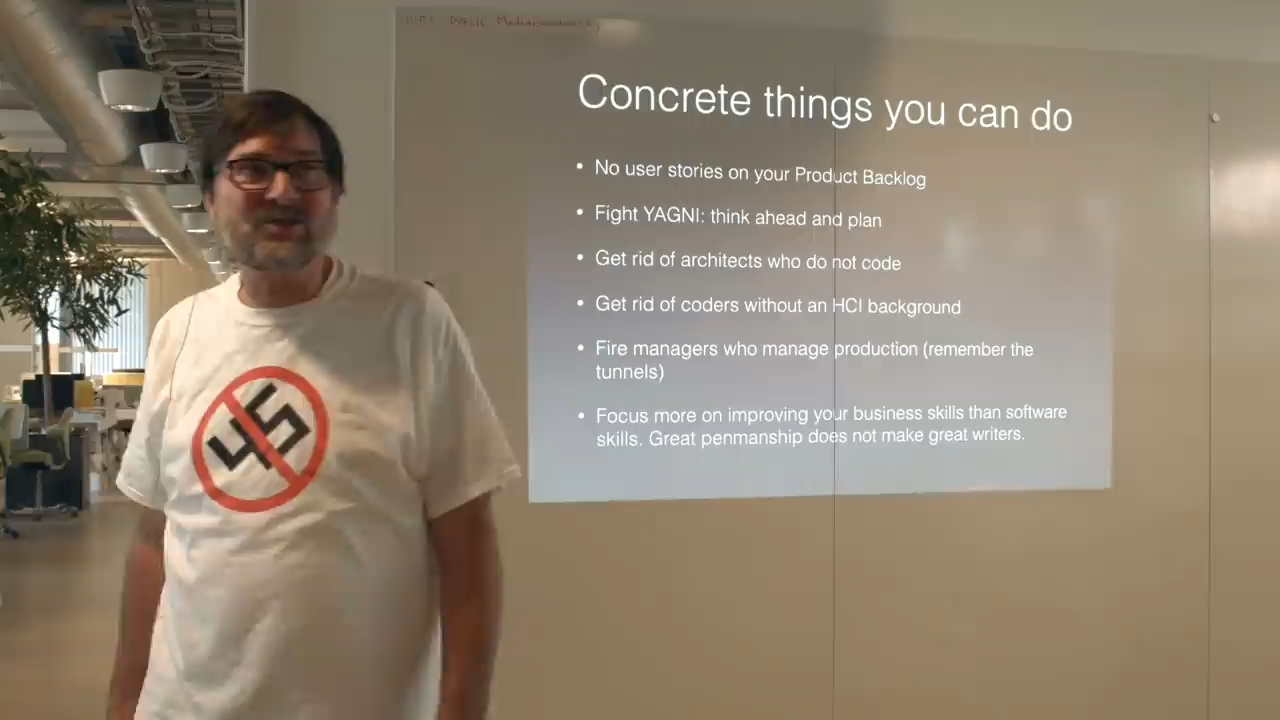 Concrete things you can do
• No user stories on your Product Backlog
• Fight YAGNI: think ahead and plan
• Get rid of architects who do not code
• Get rid of coders without an HCI background
• Fire managers who manage production (remember the
tunnels)
• Focus more on improving your business skills than software
skills. Great penmanship does not make great writers.
45